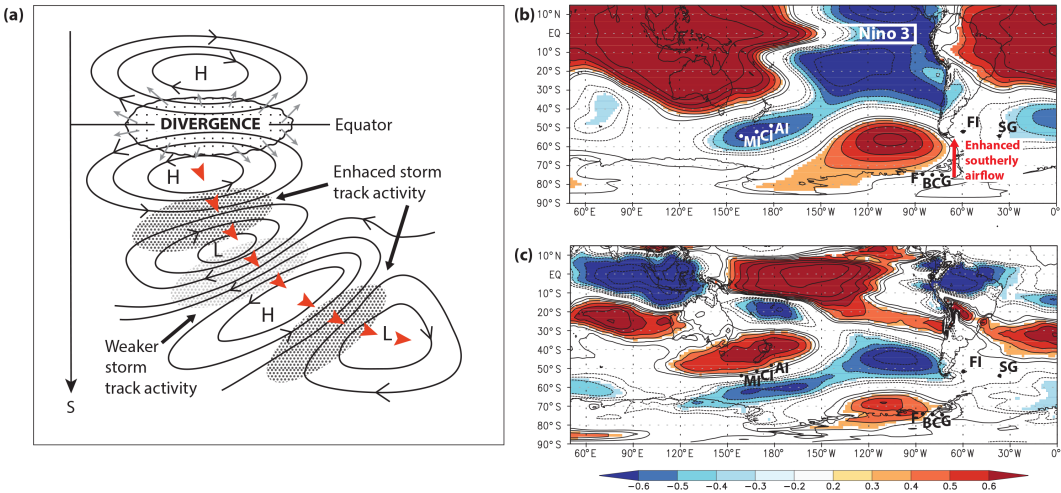 (a)
H
DIVERGENCE
Equator
H
Enhaced storm
track activity
L
H
L
Weaker
storm
track activity
S
(b)
10°N
EQ
10°S
20°S
30°S
40°S
50°S
60°S
70°S
80°S
90°S
Nino 3
MI CI AI
FI
SG
Enhanced
southerly
airflow
F BCG
60°E 90°E 120°E 150°E 180° 150°W 120°W 90°W 60°W 30°W 0°
(c)
10°N
EQ
10°S
20°S
30°S
40°S
50°S
60°S
70°S
80°S
90°S
MI CI AI
FI
SG
F BCG
60°E 90°E 120°E 150°E 180° 150°W 120°W 90°W 60°W 30°W 0°
−0.6 −0.5 −0.4 −0.3 −0.2 0.2 0.3 0.4 0.5 0.6